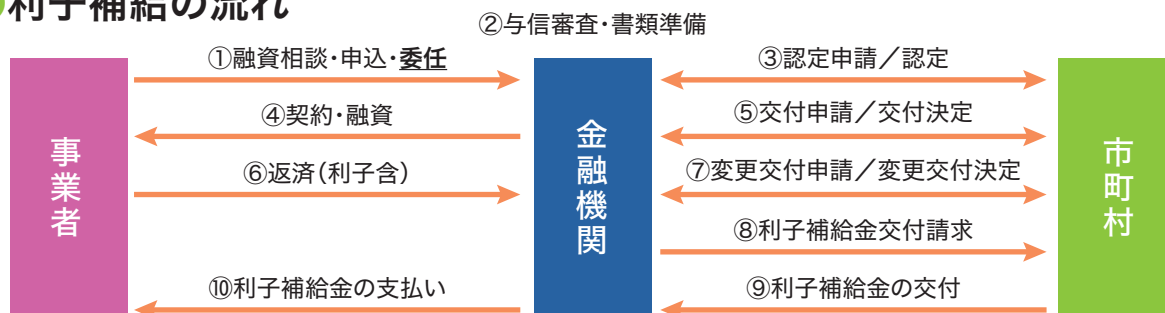 利子補給の流れ
②与信審査・書類準備
①融資相談・申込・委任
③認定申請／認定
④契約・融資
⑤交付申請／交付決定
⑥返済（利子含）
⑦変更交付申請／変更交付決定
⑧利子補給金交付請求
⑩利子補給金の支払い
⑨利子補給金の交付
事業者
金融機関
市町村